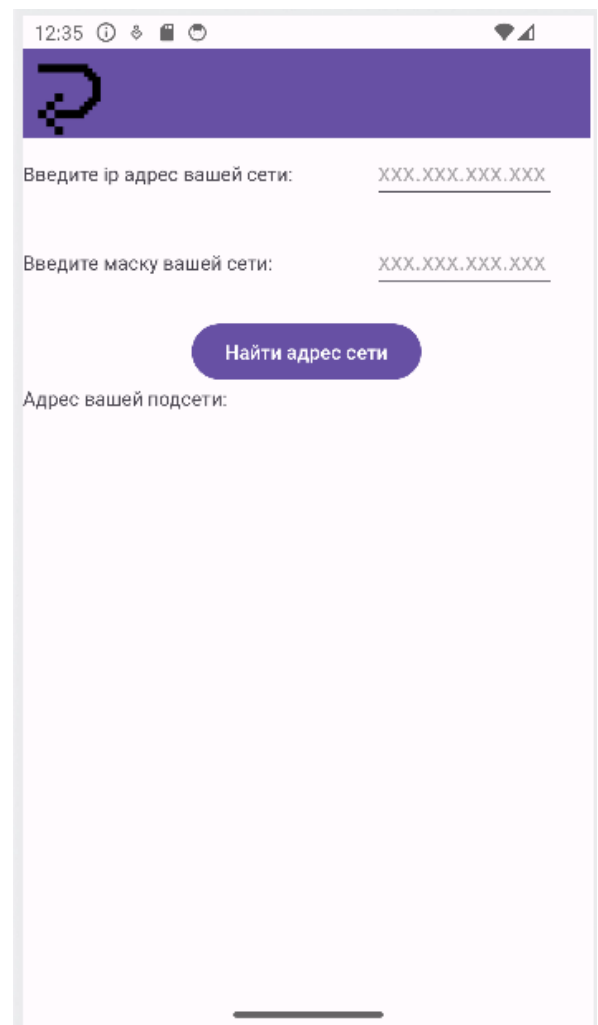 12:35
Введите ip адрес вашей сети: XXX.XXX.XXX.XXX
Введите маску вашей сети: XXX.XXX.XXX.XXX
Найти адрес сети
Адрес вашей подсети: